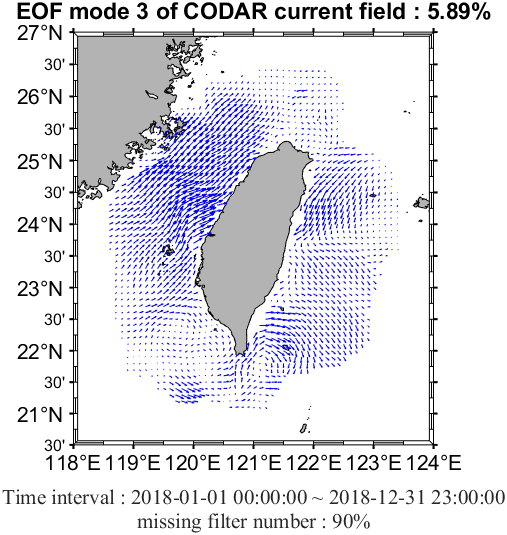 EOF mode 3 of CODAR current field : 5.89%
27°N
30'
26°N
30'
25°N
30'
24°N
30'
23°N
30'
22°N
30'
21°N
30'
118°E 119°E 120°E 121°E 122°E 123°E 124°E
Time interval : 2018-01-01 00:00:00 ~ 2018-12-31 23:00:00
missing filter number : 90%